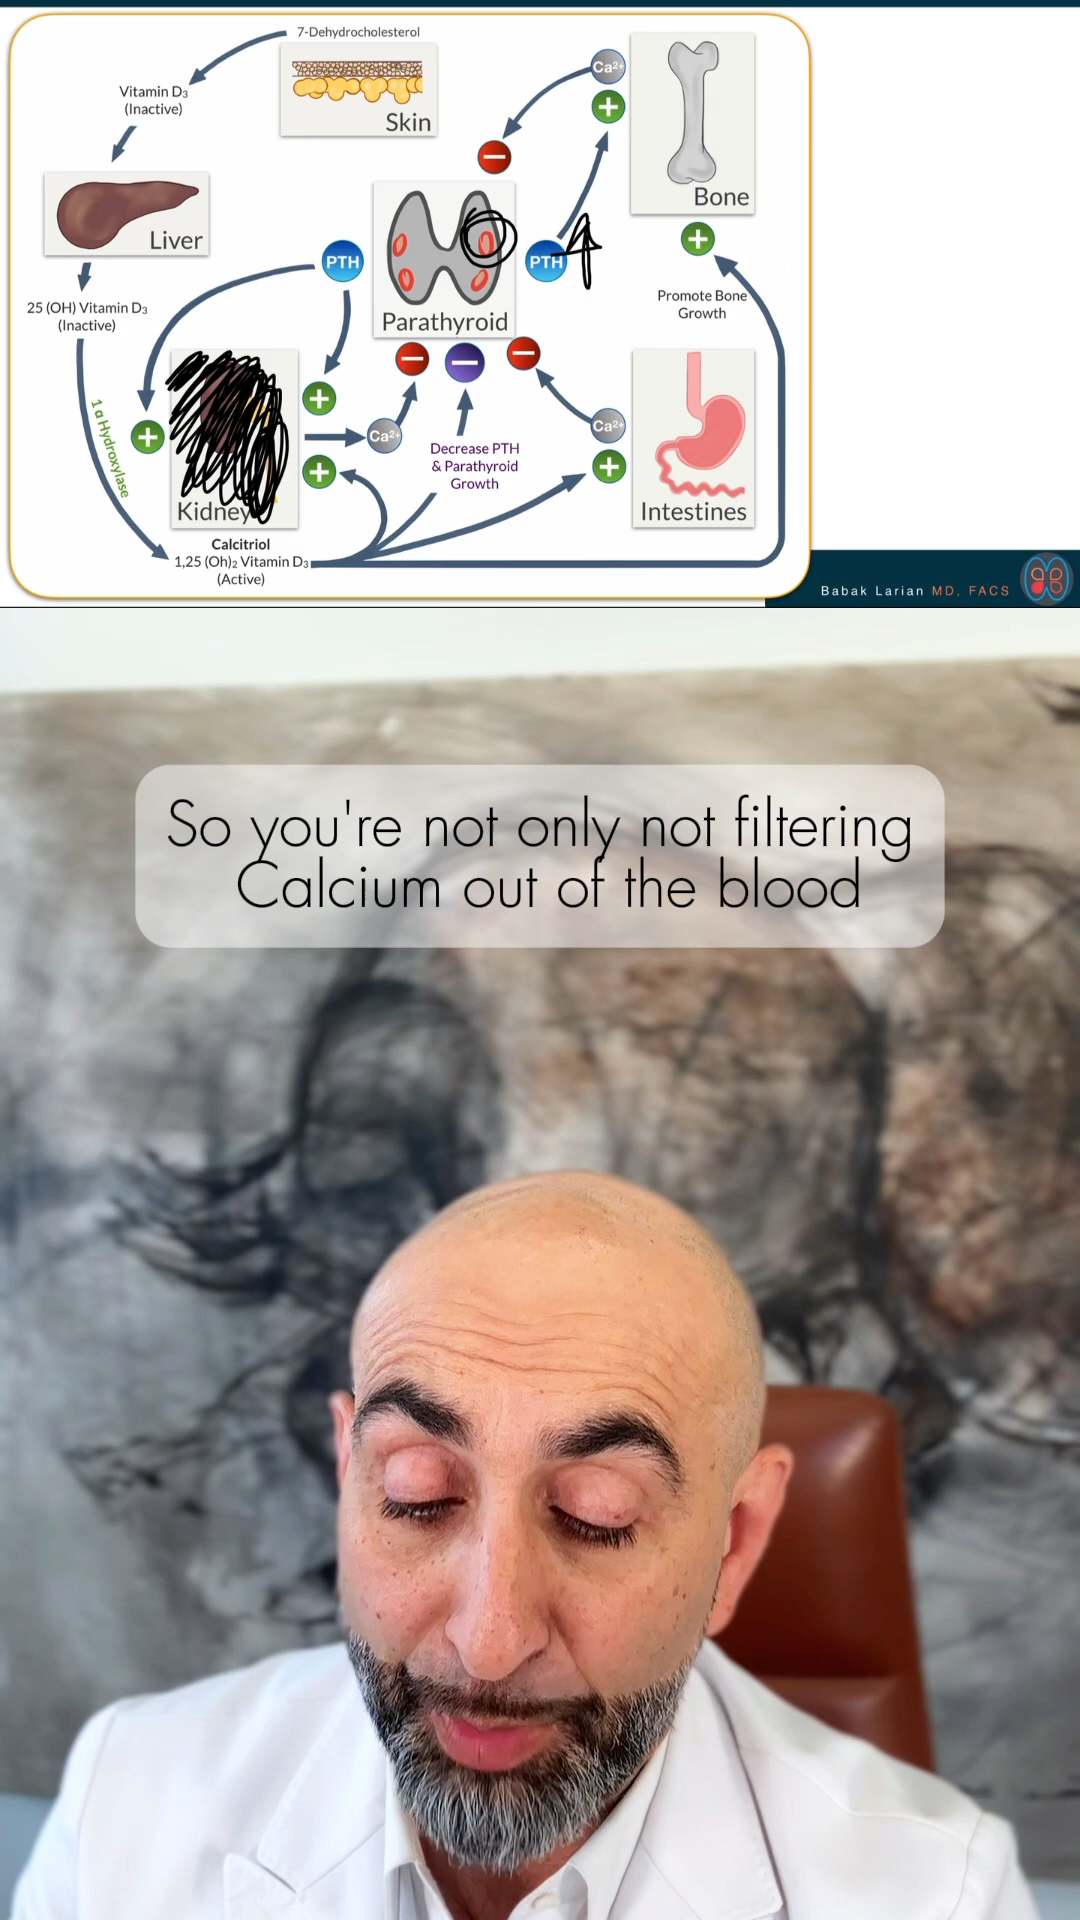 7-Dehydrocholesterol
Vitamin D₃
(Inactive)
Skin
Ca²⁺
Bone
Liver
25 (OH) Vitamin D₃
(Inactive)
PTH
PTH
Parathyroid
Promote Bone
Growth
1 α Hydroxylase
Kidney
Ca²⁺
Decrease PTH
& Parathyroid
Growth
Ca²⁺
Intestines
Calcitriol
1,25 (Oh)₂ Vitamin D₃
(Active)
Babak Larian MD, FACS
So you're not only not filtering
Calcium out of the blood